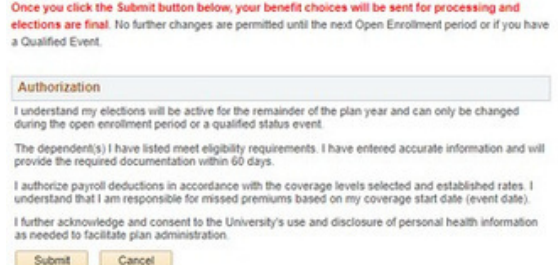 Once you click the Submit button below, your benefit choices will be sent for processing and
elections are final. No further changes are permitted until the next Open Enrollment period or if you have
a Qualified Event.
Authorization
I understand my elections will be active for the remainder of the plan year and can only be changed
during the open enrollment period or a qualified status event.
The dependent(s) I have listed meet eligibility requirements. I have entered accurate information and will
provide the required documentation within 60 days.
I authorize payroll deductions in accordance with the coverage levels selected and established rates. I
understand that I am responsible for missed premiums based on my coverage start date (event date).
I further acknowledge and consent to the University's use and disclosure of personal health information
as needed to facilitate plan administration.
Submit Cancel